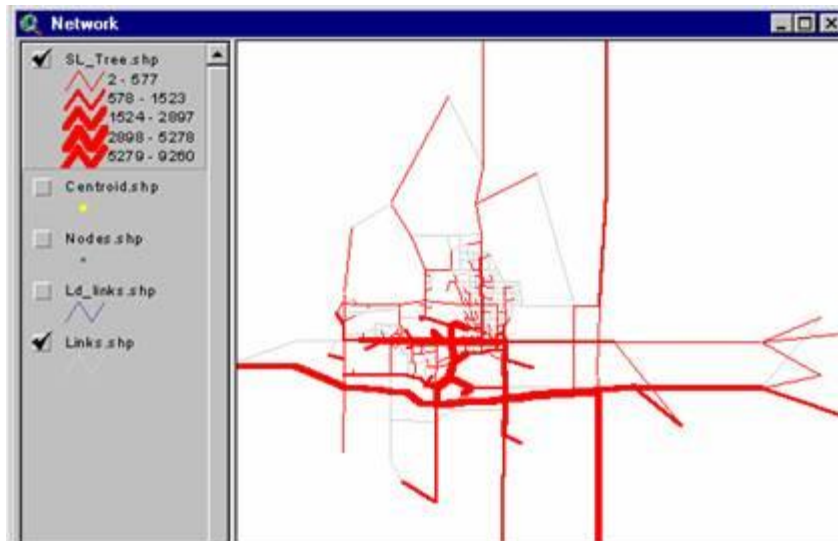 Network
SL_Tree.shp
2 - 577
578 - 1523
1524 - 2897
2898 - 5278
5279 - 9260
Centroid.shp
Nodes.shp
Ld_links.shp
Links.shp